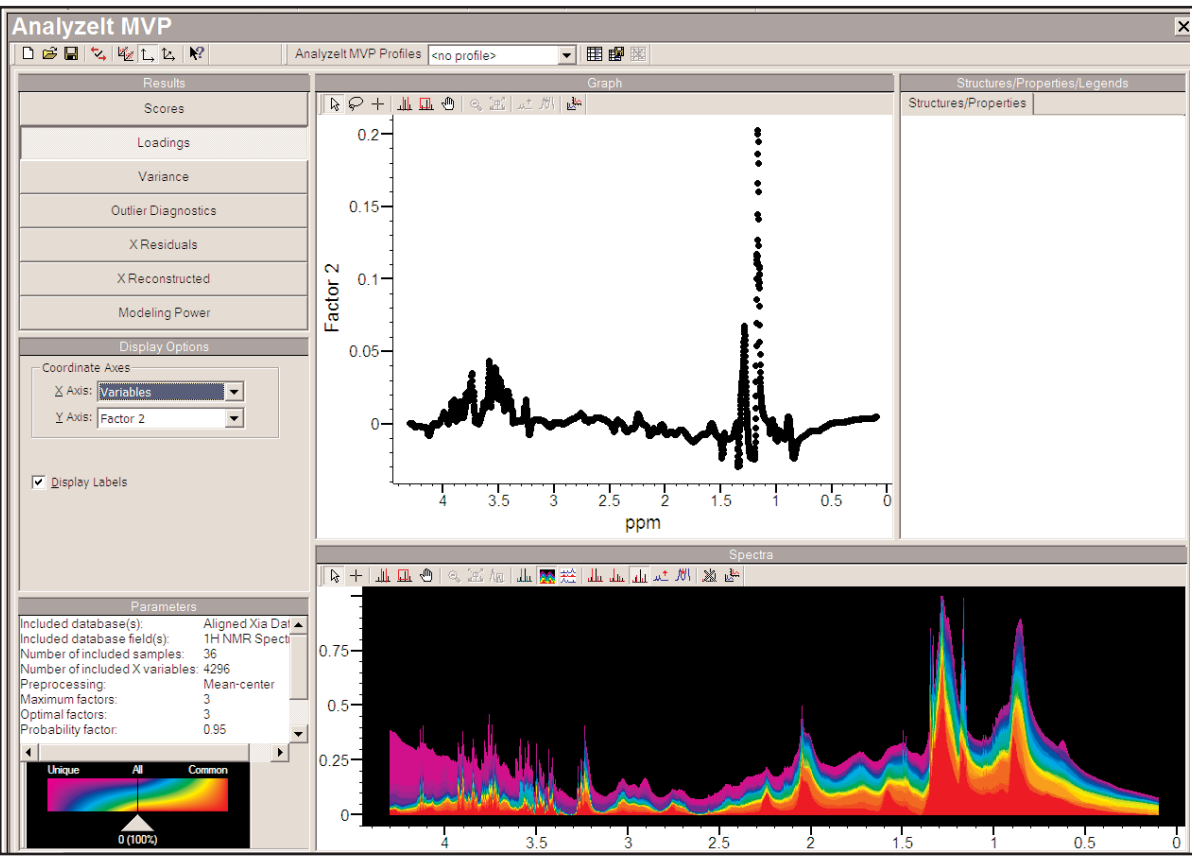 AnalyzeIt MVP
AnalyzeIt MVP Profiles <no profile>
Results
Scores
Loadings
Variance
Outlier Diagnostics
X Residuals
X Reconstructed
Modeling Power
Display Options
Coordinate Axes
X Axis: Variables
Y Axis: Factor 2
Display Labels
Parameters
Included database(s): Aligned Xia Dat
Included database field(s): 1H NMR Spect
Number of included samples: 36
Number of included X variables: 4296
Preprocessing: Mean-center
Maximum factors: 3
Optimal factors: 3
Probability factor: 0.95
Unique All Common
0 (100%)
Graph
0.2
0.15
0.1
0.05
0
Factor 2
4 3.5 3 2.5 2 1.5 1 0.5 0
ppm
Structures/Properties/Legends
Structures/Properties
Spectra
0.75
0.5
0.25
0
4 3.5 3 2.5 2 1.5 1 0.5 0